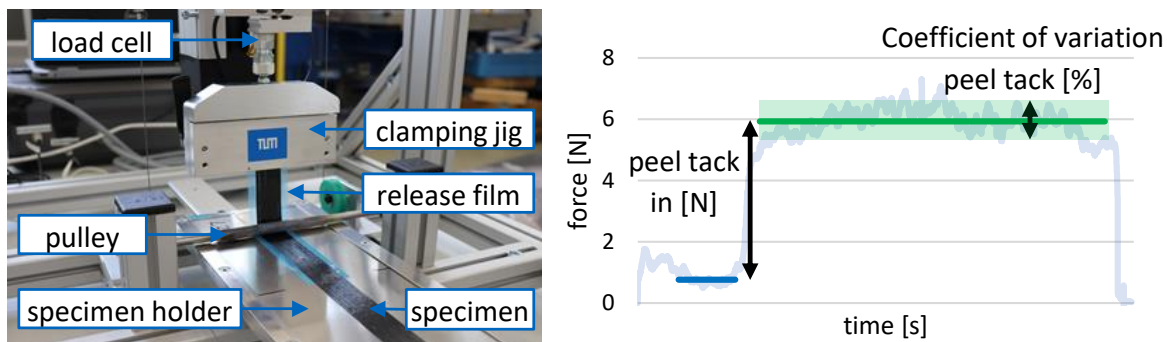 load cell
clamping jig
TUM
release film
pulley
specimen holder
specimen
Coefficient of variation
peel tack [%]
8
6
4
2
0
force [N]
peel tack
in [N]
time [s]